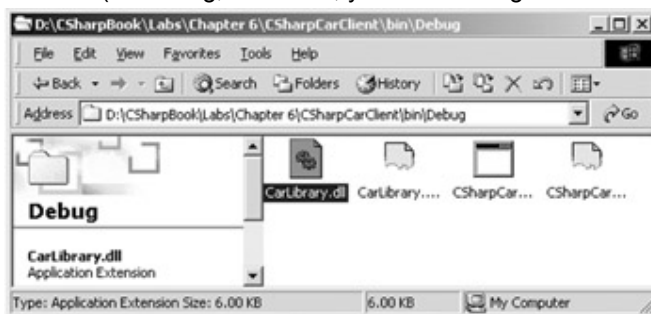 D:\CSharpBook\Labs\Chapter 6\CSharpCarClient\bin\Debug
File Edit View Favorites Tools Help
Back Search Folders History
Address D:\CSharpBook\Labs\Chapter 6\CSharpCarClient\bin\Debug Go
CarLibrary.dll CarLibrary.... CSharpCar... CSharpCar...
Debug
CarLibrary.dll
Application Extension
Type: Application Extension Size: 6.00 KB 6.00 KB My Computer